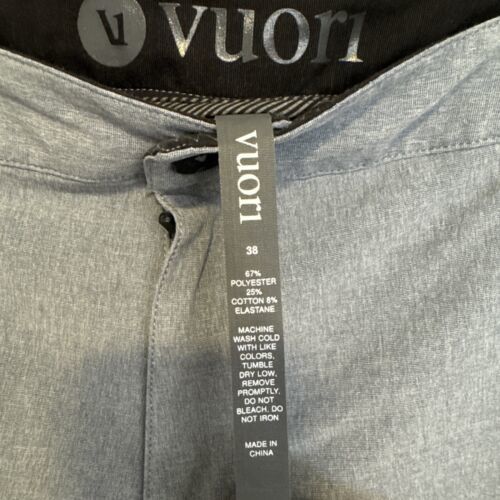 V1 vuori
vuori
38
67%
POLYESTER
25%
COTTON 8%
ELASTANE
MACHINE
WASH COLD
WITH LIKE
COLORS,
TUMBLE
DRY LOW,
REMOVE
PROMPTLY.
DO NOT
BLEACH. DO
NOT IRON
MADE IN
CHINA